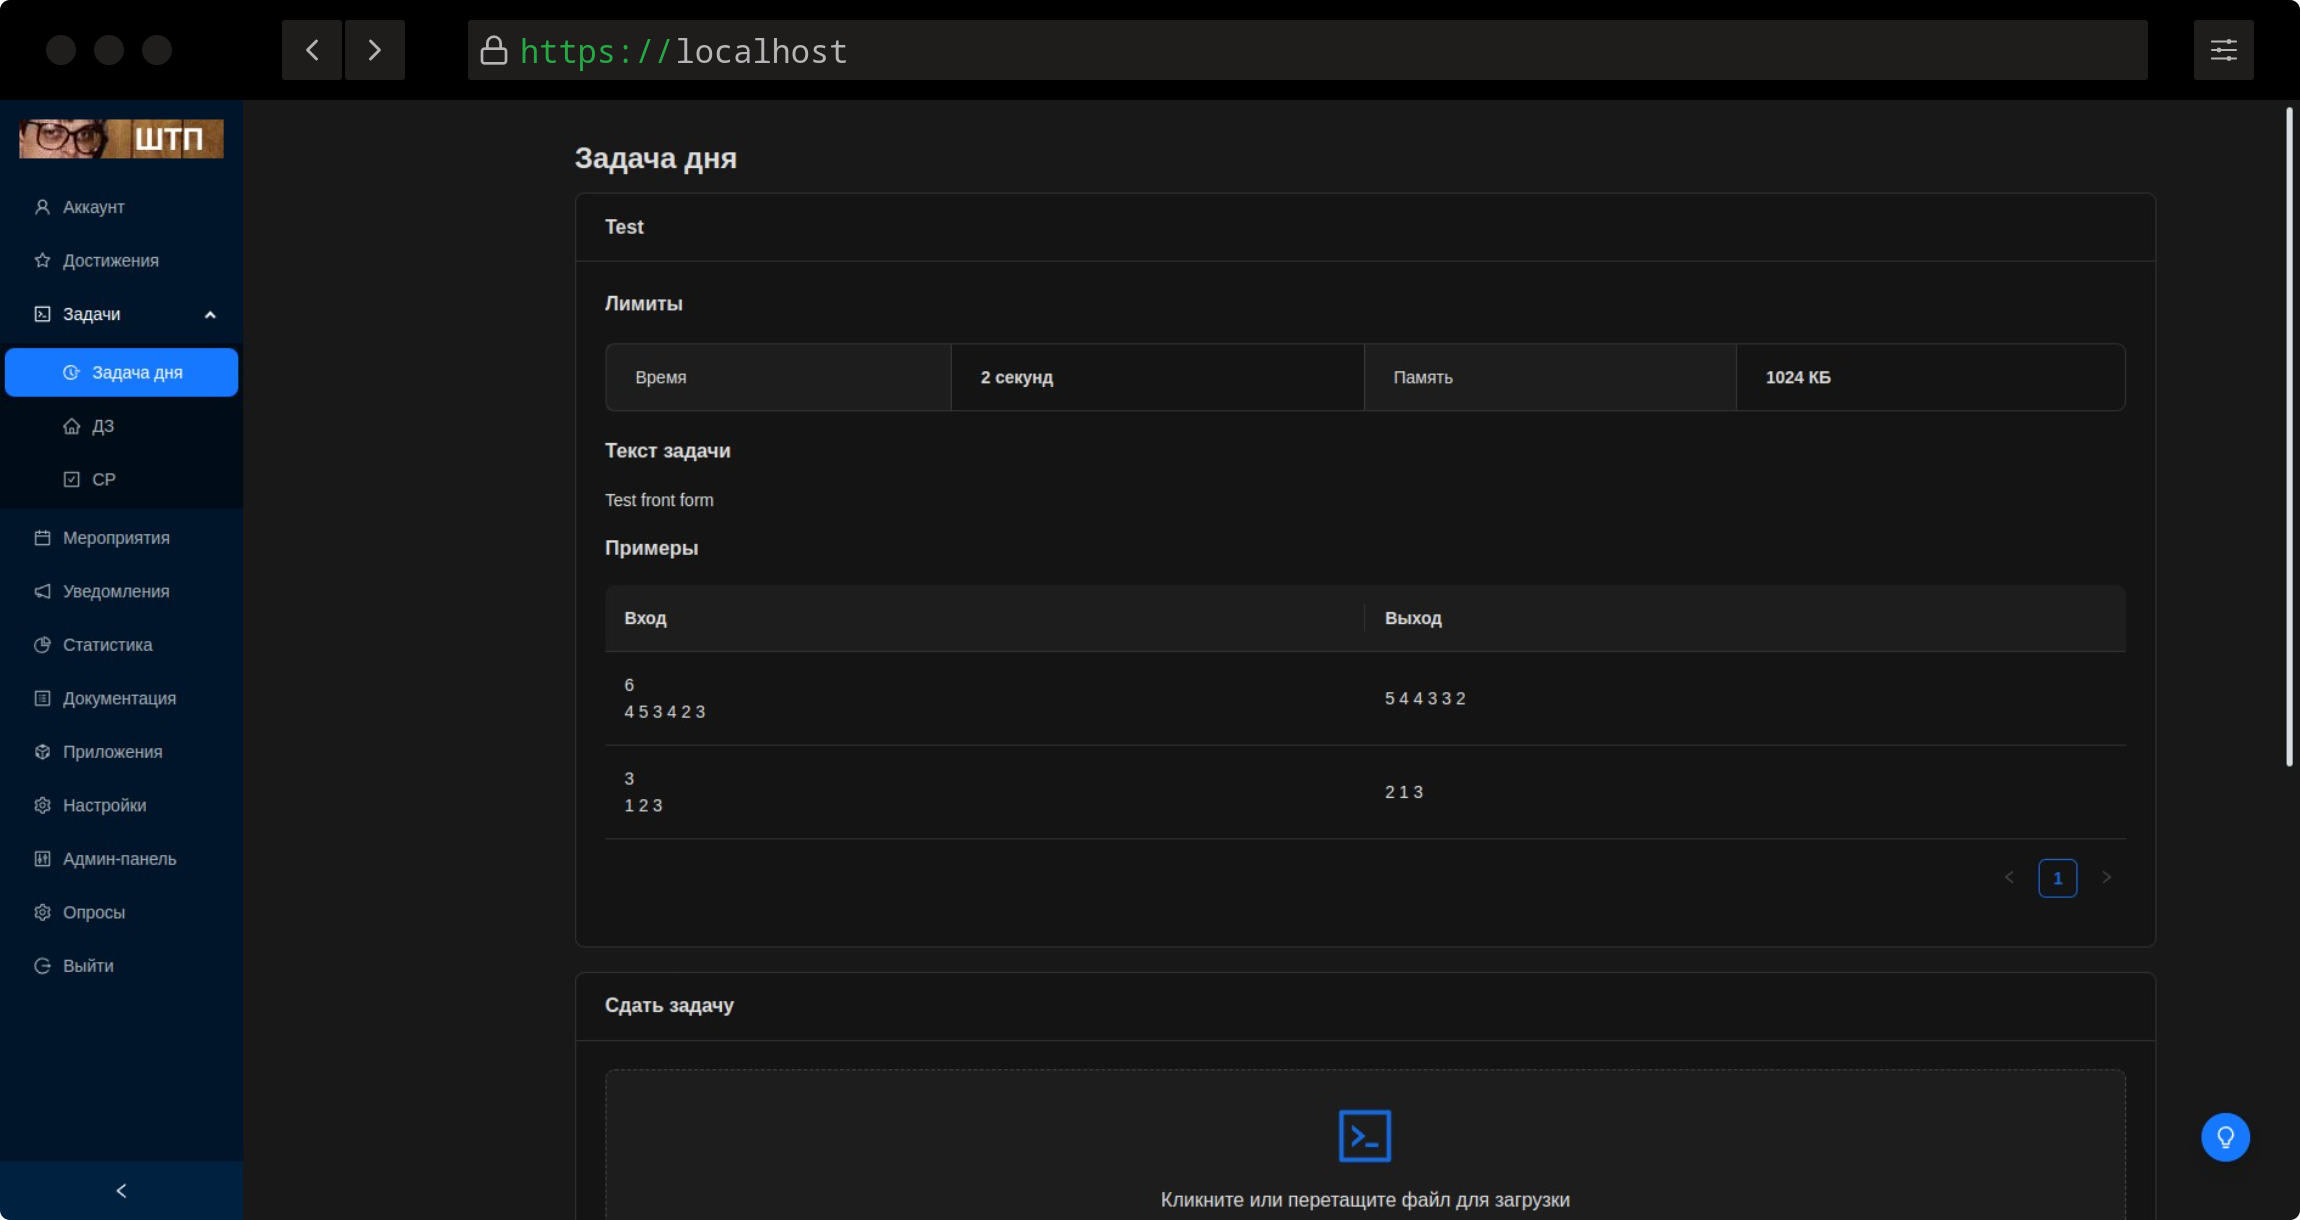 https://localhost
ШТП
Аккаунт
Достижения
Задачи
Задача дня
ДЗ
СР
Мероприятия
Уведомления
Статистика
Документация
Приложения
Настройки
Админ-панель
Опросы
Выйти
Задача дня
Test
Лимиты
Время 2 секунд Память 1024 КБ
Текст задачи
Test front form
Примеры
Вход Выход
6
4 5 3 4 2 3
5 4 4 3 3 2
3
1 2 3
2 1 3
1
Сдать задачу
Кликните или перетащите файл для загрузки